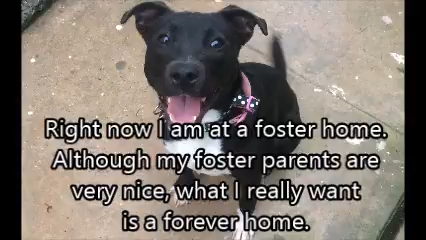 Right now I am at a foster home.
Although my foster parents are
very nice, what I really want
is a forever home.